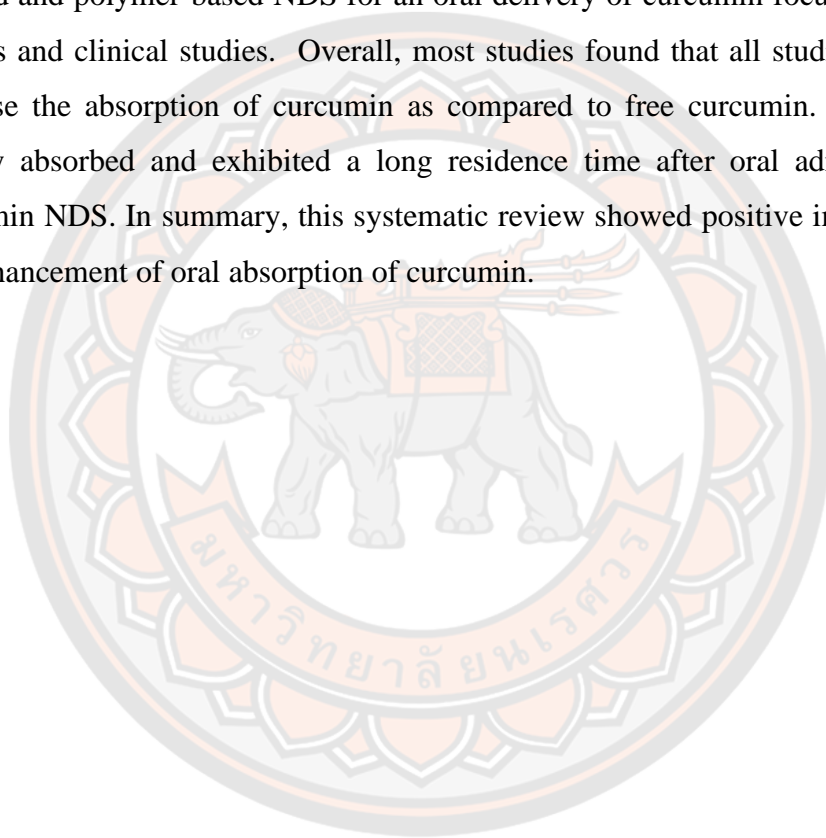 and polymer-based NDS for an oral delivery of curcumin focu
and clinical studies. Overall, most studies found that all stud
the absorption of curcumin as compared to free curcumin.
absorbed and exhibited a long residence time after oral ad
NDS. In summary, this systematic review showed positive in
of oral absorption of curcumin.
มหาวิทยาลัยนเรศวร